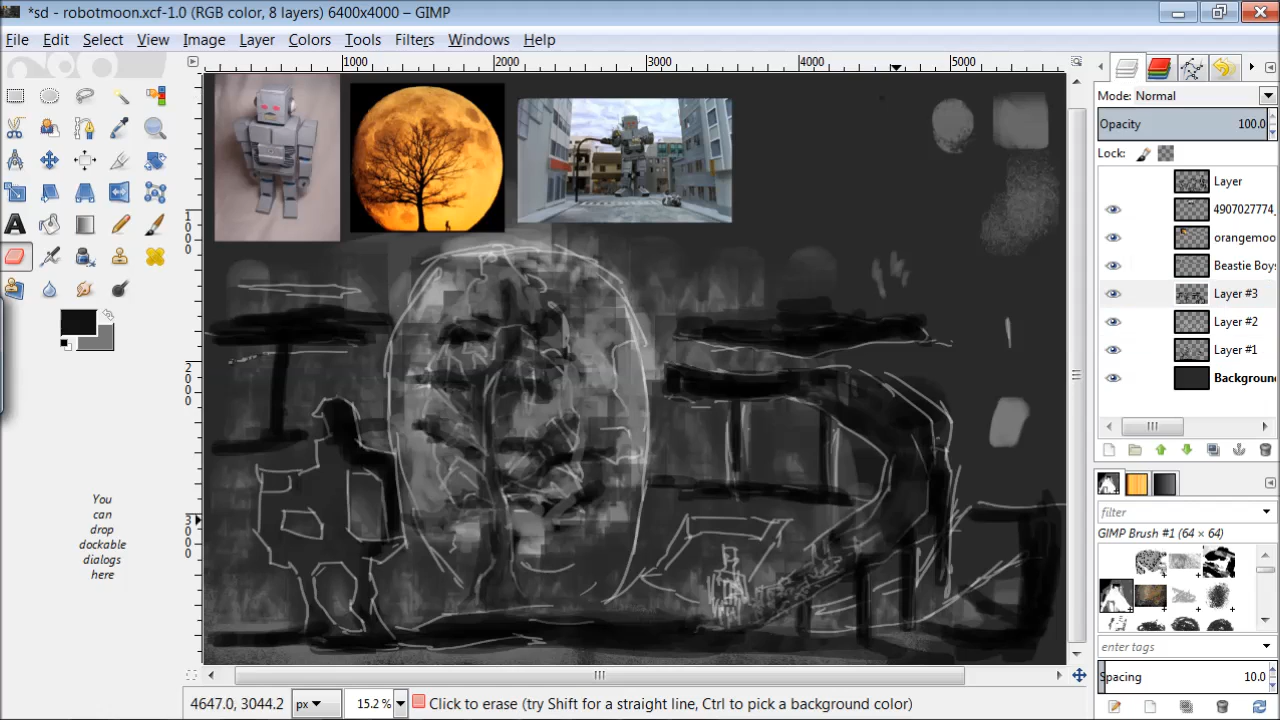 *sd - robotmoon.xcf-1.0 (RGB color, 8 layers) 6400x4000 – GIMP
File Edit Select View Image Layer Colors Tools Filters Windows Help
1000 2000 3000 4000 5000
Mode: Normal
Opacity 100.0
Lock:
Layer
4907027774
orangemoo
Beastie Boy
Layer #3
Layer #2
Layer #1
Background
1000
2000
3000
You
can
drop
dockable
dialogs
here
filter
GIMP Brush #1 (64 × 64)
enter tags
Spacing 10.0
4647.0, 3044.2 px 15.2 % Click to erase (try Shift for a straight line, Ctrl to pick a background color)